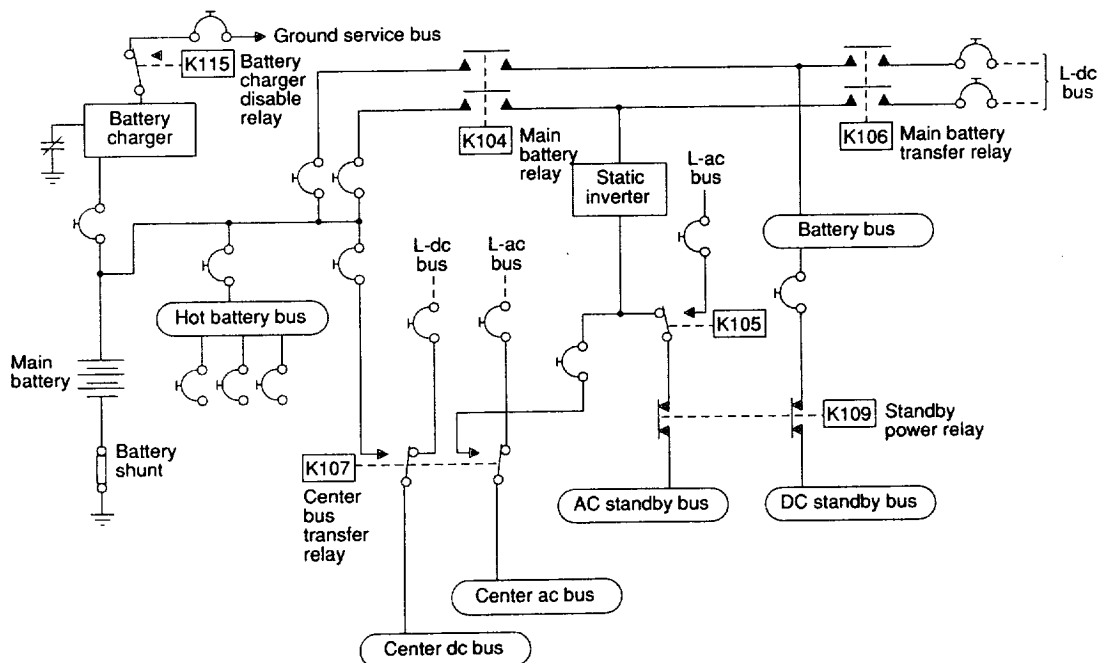 Ground service bus
K115
Battery
charger
disable
relay
Battery
charger
K104
Main
battery
relay
K106
Main battery
transfer relay
L-dc
bus
Static
inverter
L-ac
bus
Battery bus
L-dc
bus
L-ac
bus
Hot battery bus
K105
Main
battery
Battery
shunt
K107
Center
bus
transfer
relay
K109
Standby
power relay
AC standby bus
DC standby bus
Center ac bus
Center dc bus